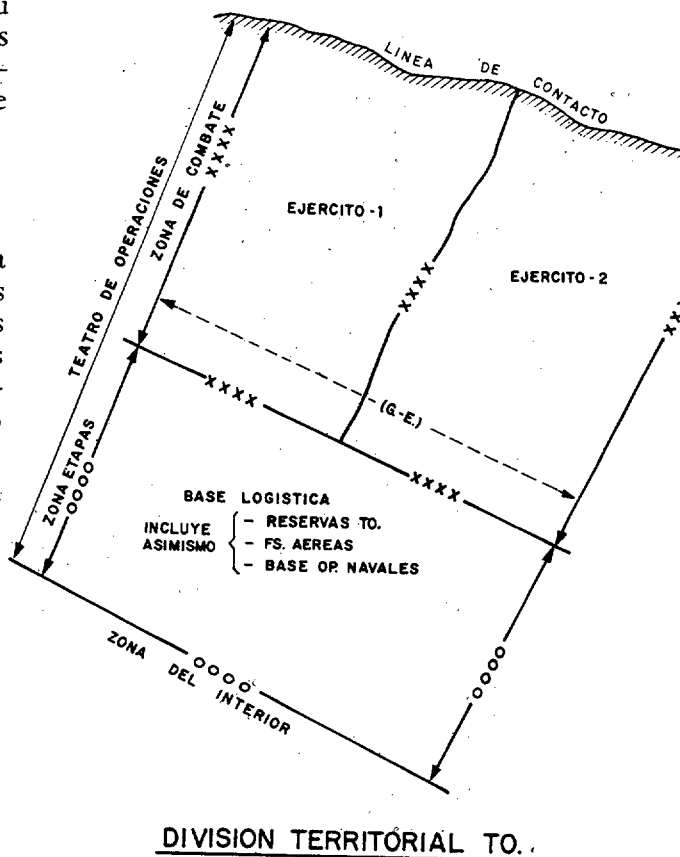 u
s
e
a
s
s
LINEA DE CONTACTO
TEATRO DE OPERACIONES
ZONA DE COMBATE
XXXX
EJERCITO - 1
XXXX
EJERCITO - 2
XX
(G.-E.)
XXXX
XXXX
ZONA ETAPAS
OOOO
BASE LOGISTICA
INCLUYE ASIMISMO
- RESERVAS TO.
- FS. AEREAS
- BASE OP. NAVALES
OOOO
OOOO
ZONA DEL INTERIOR
DIVISION TERRITORIAL TO.